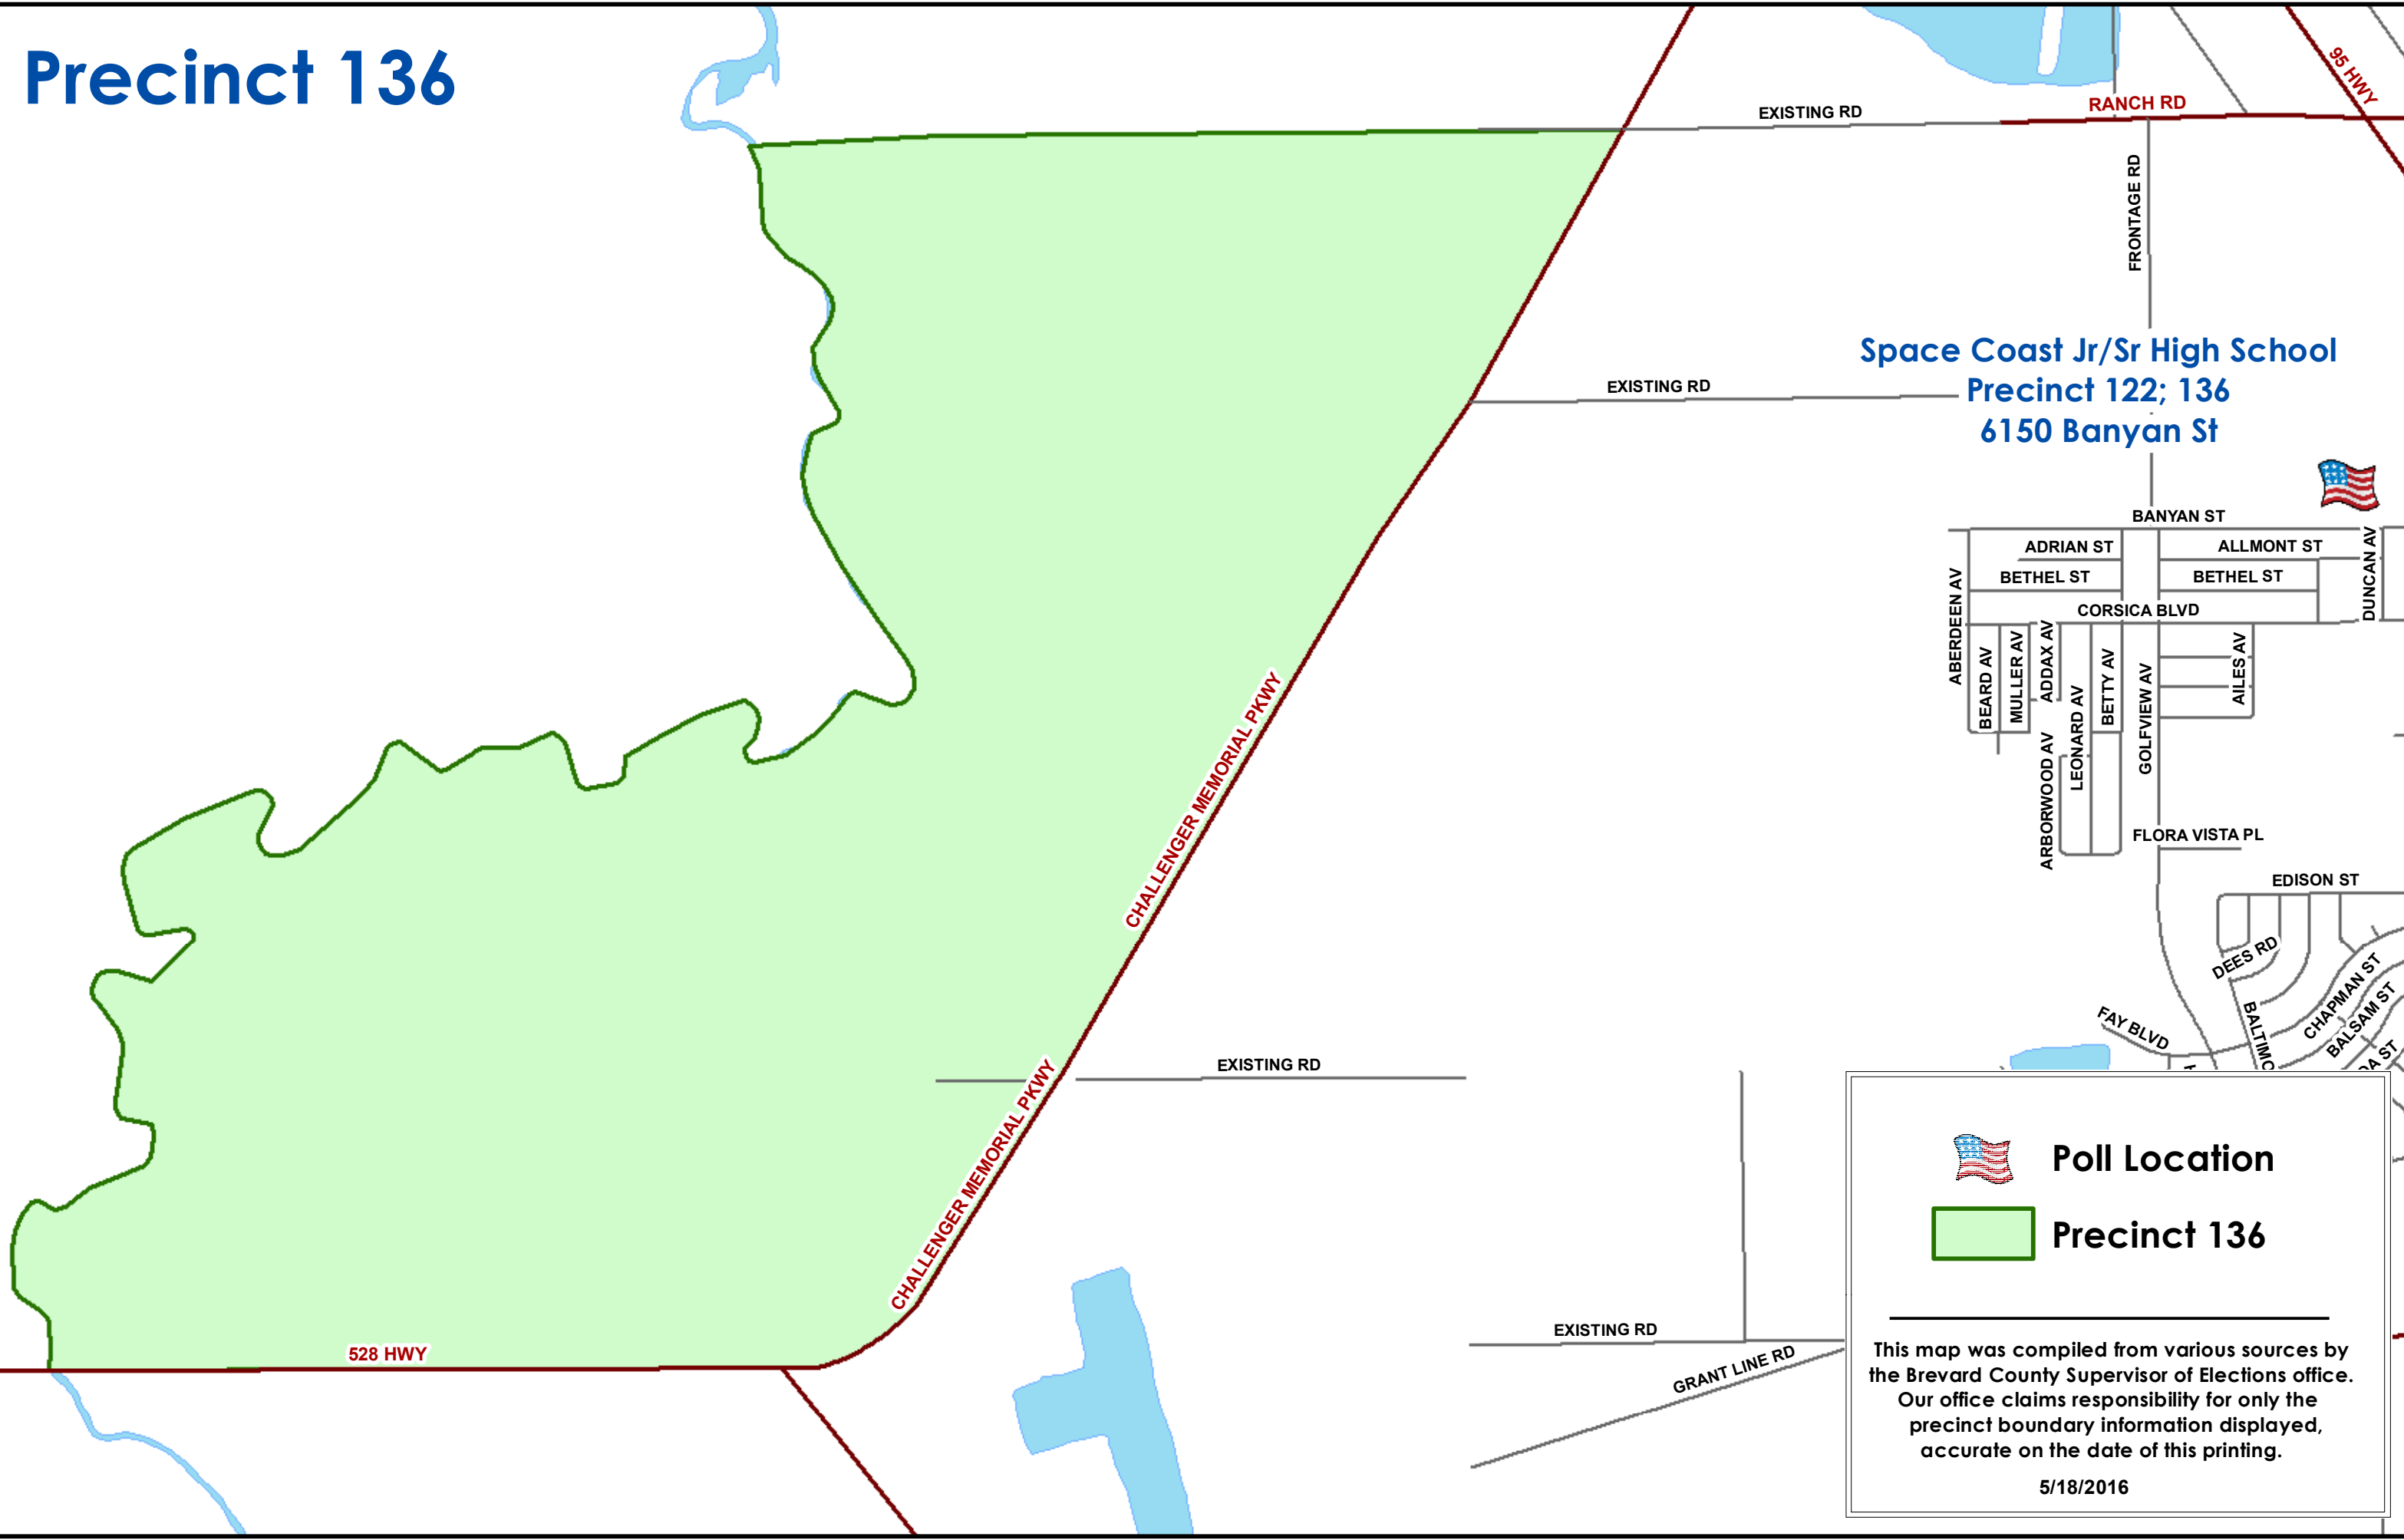 Precinct 136
95 HWY
EXISTING RD
RANCH RD
FRONTAGE RD
Space Coast Jr/Sr High School
Precinct 122; 136
6150 Banyan St
EXISTING RD
BANYAN ST
ADRIAN ST
ALLMONT ST
BETHEL ST
BETHEL ST
DUNCAN AV
CORSICA BLVD
ABERDEEN AV
BEARD AV
MULLER AV
ADDAX AV
LEONARD AV
BETTY AV
GOLFVIEW AV
AILES AV
ARBORWOOD AV
FLORA VISTA PL
EDISON ST
DEES RD
CHAPMAN ST
BALSAM ST
FAY BLVD
BALTIMO
DA ST
CHALLENGER MEMORIAL PKWY
EXISTING RD
CHALLENGER MEMORIAL PKWY
528 HWY
EXISTING RD
GRANT LINE RD
Poll Location
Precinct 136
This map was compiled from various sources by
the Brevard County Supervisor of Elections office.
Our office claims responsibility for only the
precinct boundary information displayed,
accurate on the date of this printing.
5/18/2016